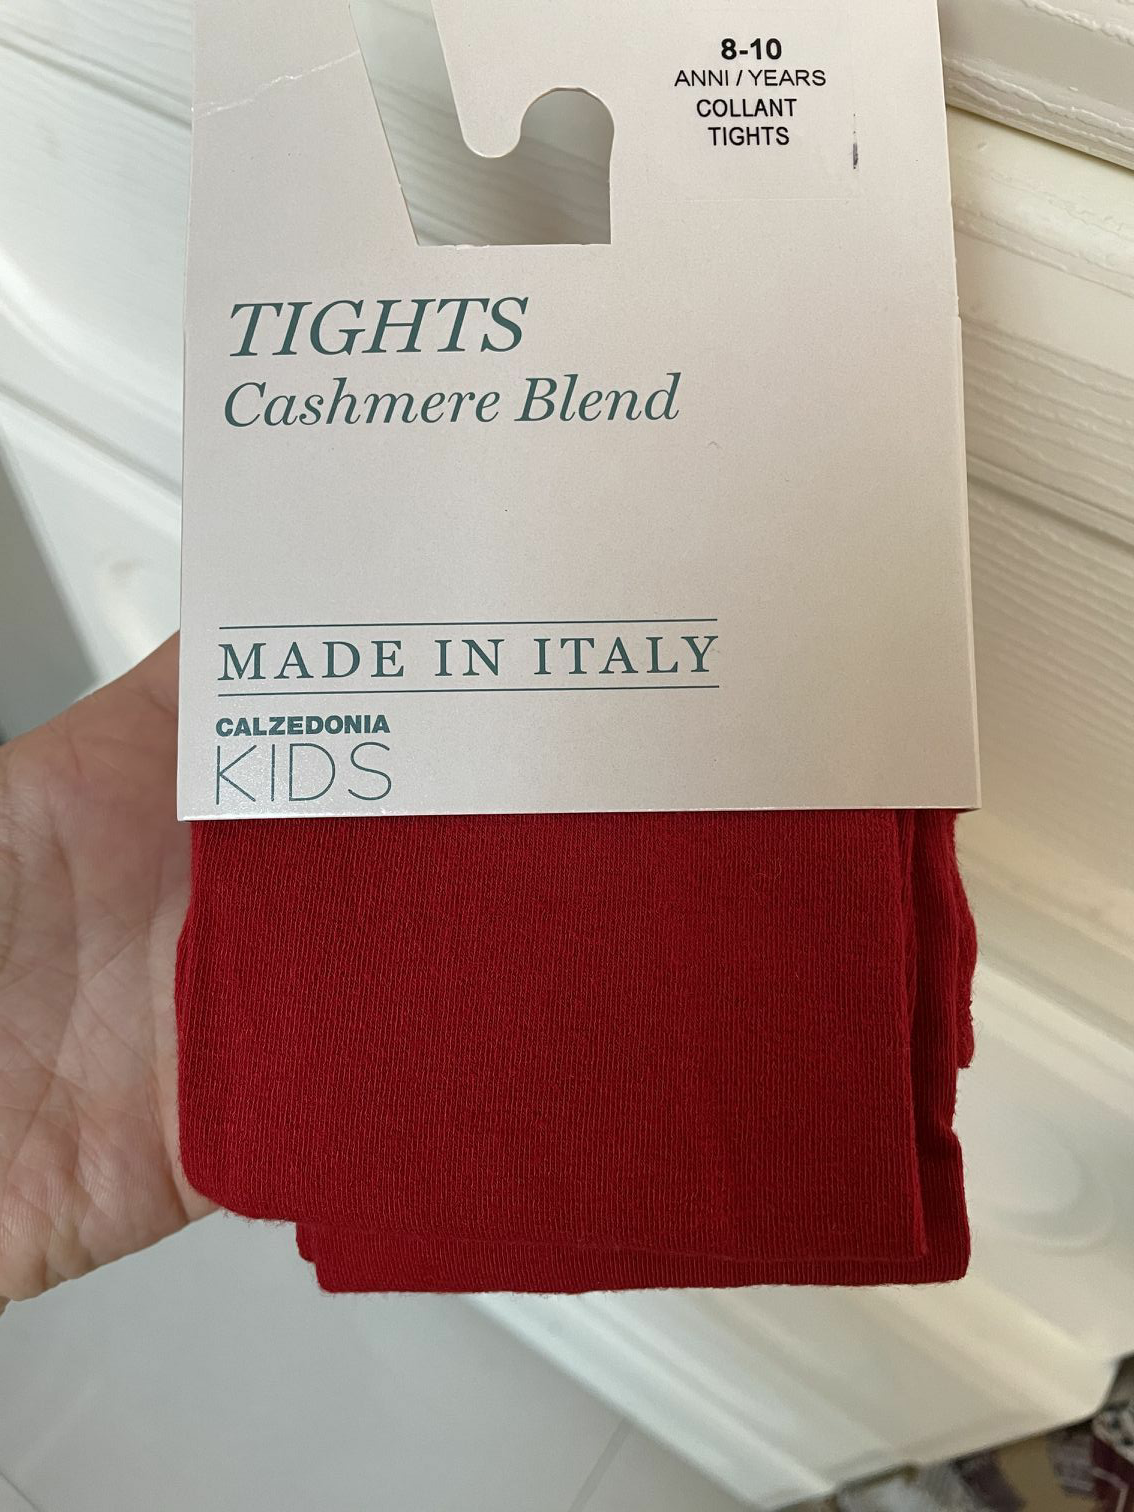 8-10
ANNI / YEARS
COLLANT
TIGHTS
TIGHTS
Cashmere Blend
MADE IN ITALY
CALZEDONIA
KIDS